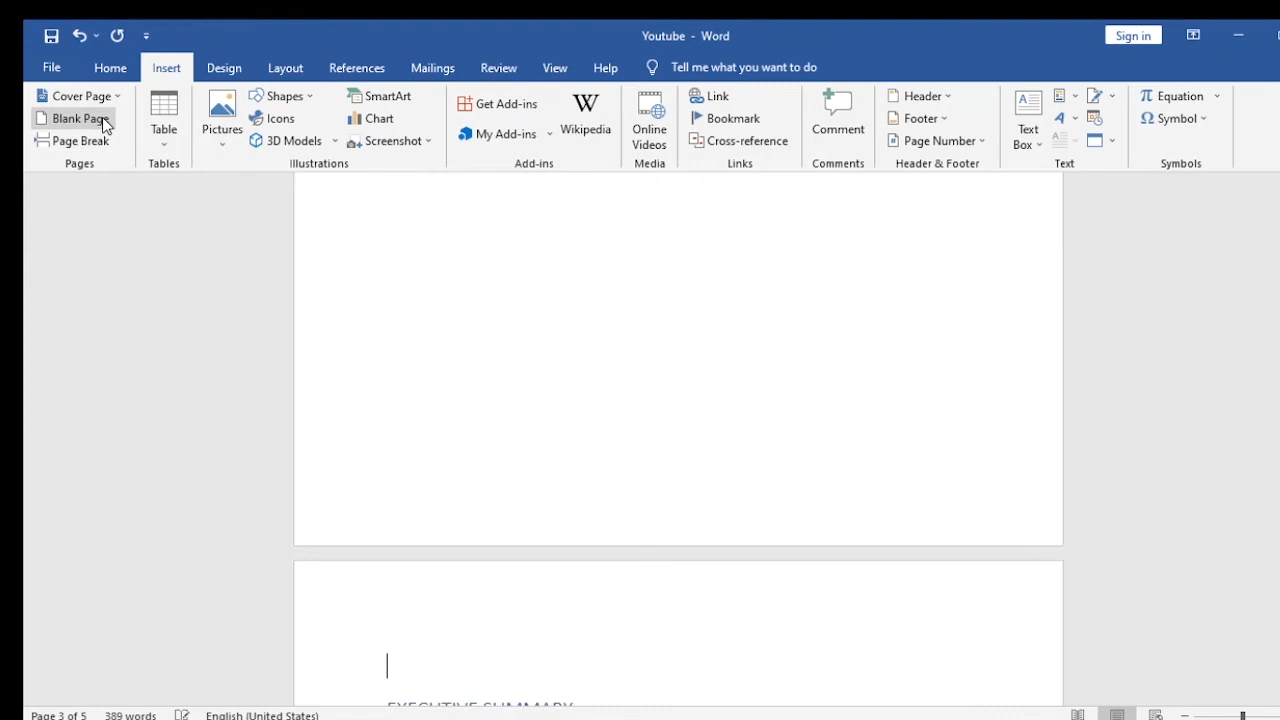 Youtube - Word
Sign in
File Home Insert Design Layout References Mailings Review View Help Tell me what you want to do
Cover Page
Blank Page
Page Break
Pages
Table
Tables
Pictures
Shapes
Icons
3D Models
SmartArt
Chart
Screenshot
Illustrations
Get Add-ins
My Add-ins
Wikipedia
Add-ins
Online
Videos
Media
Link
Bookmark
Cross-reference
Links
Comment
Comments
Header
Footer
Page Number
Header & Footer
Text
Box
Text
Equation
Symbol
Symbols
EXECUTIVE SUMMARY
Page 3 of 5 389 words English (United States)